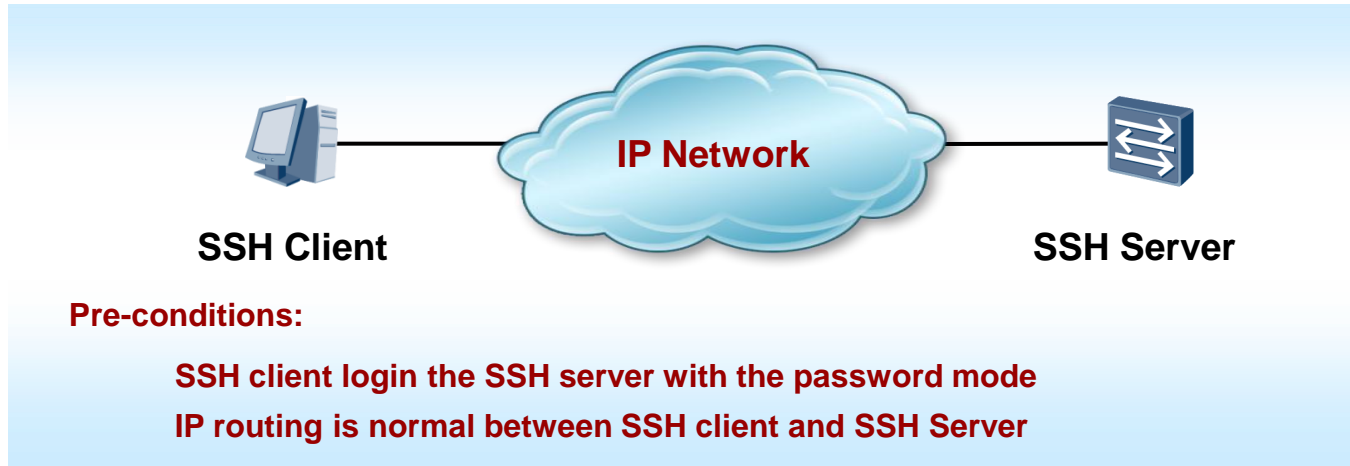 IP Network
SSH Client
SSH Server
Pre-conditions:
SSH client login the SSH server with the password mode
IP routing is normal between SSH client and SSH Server